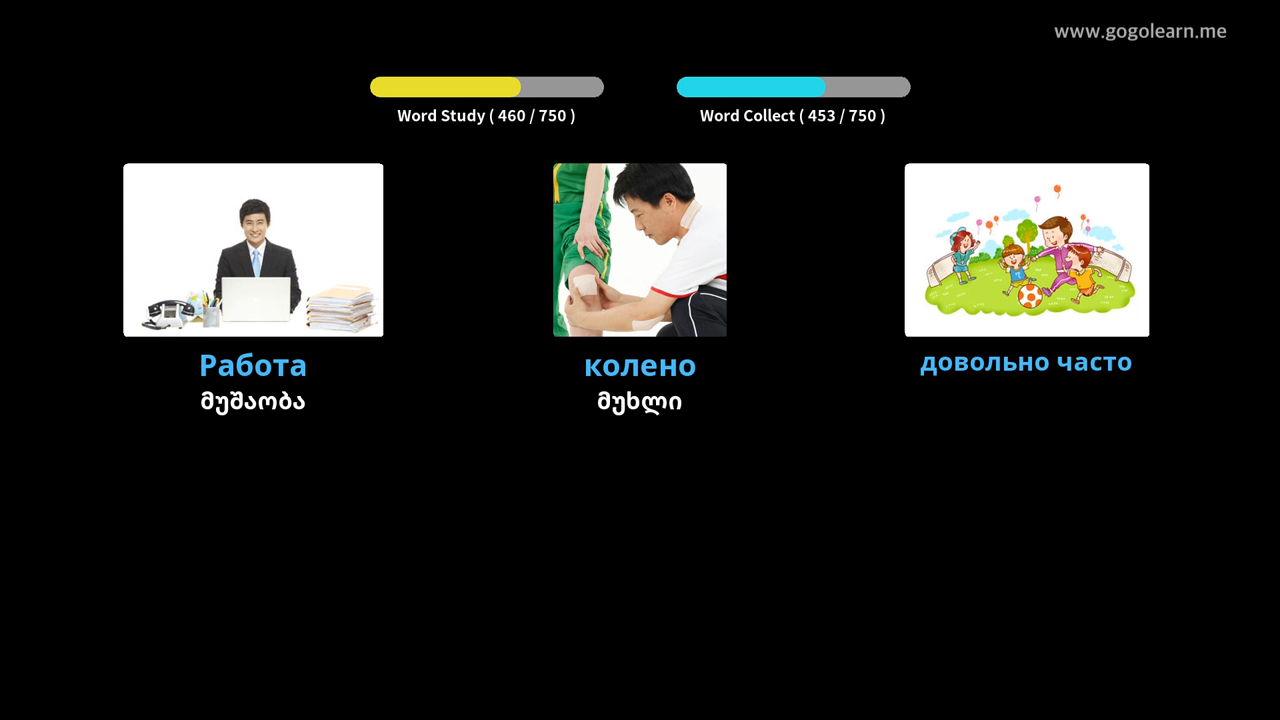 www.gogolearn.me
Word Study ( 460 / 750 )
Word Collect ( 453 / 750 )
Работа
колено
довольно часто
მუშაობა
მუხლი